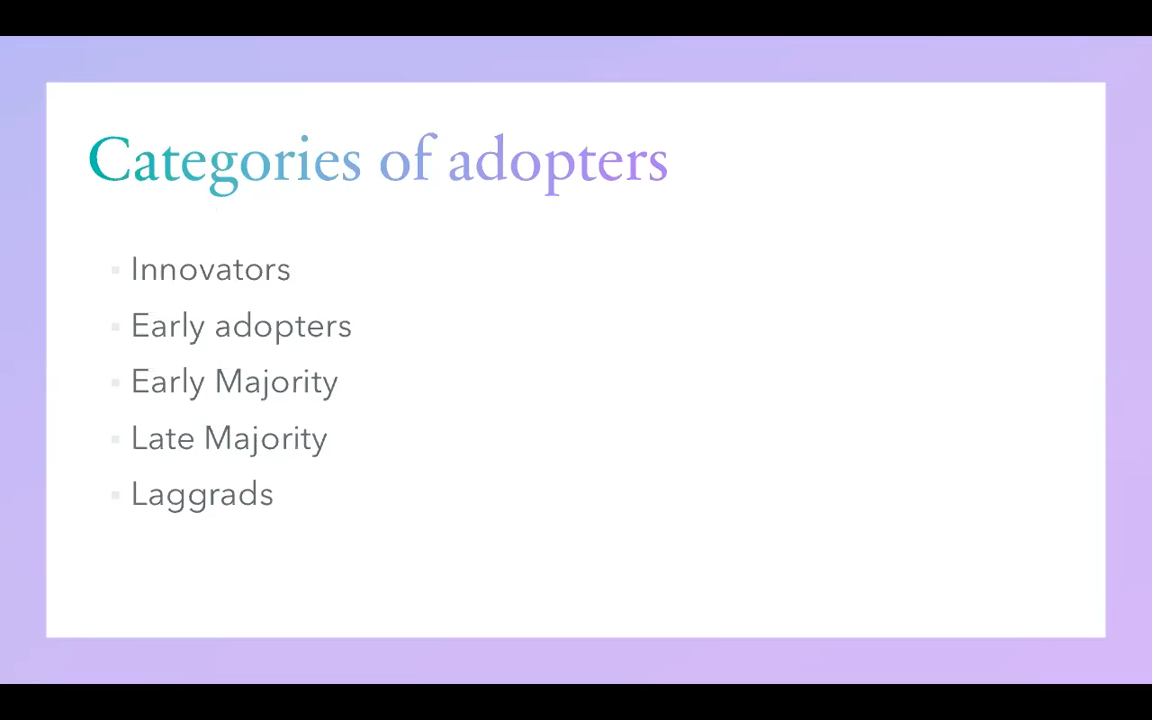 Categories of adopters
Innovators
Early adopters
Early Majority
Late Majority
Laggrads